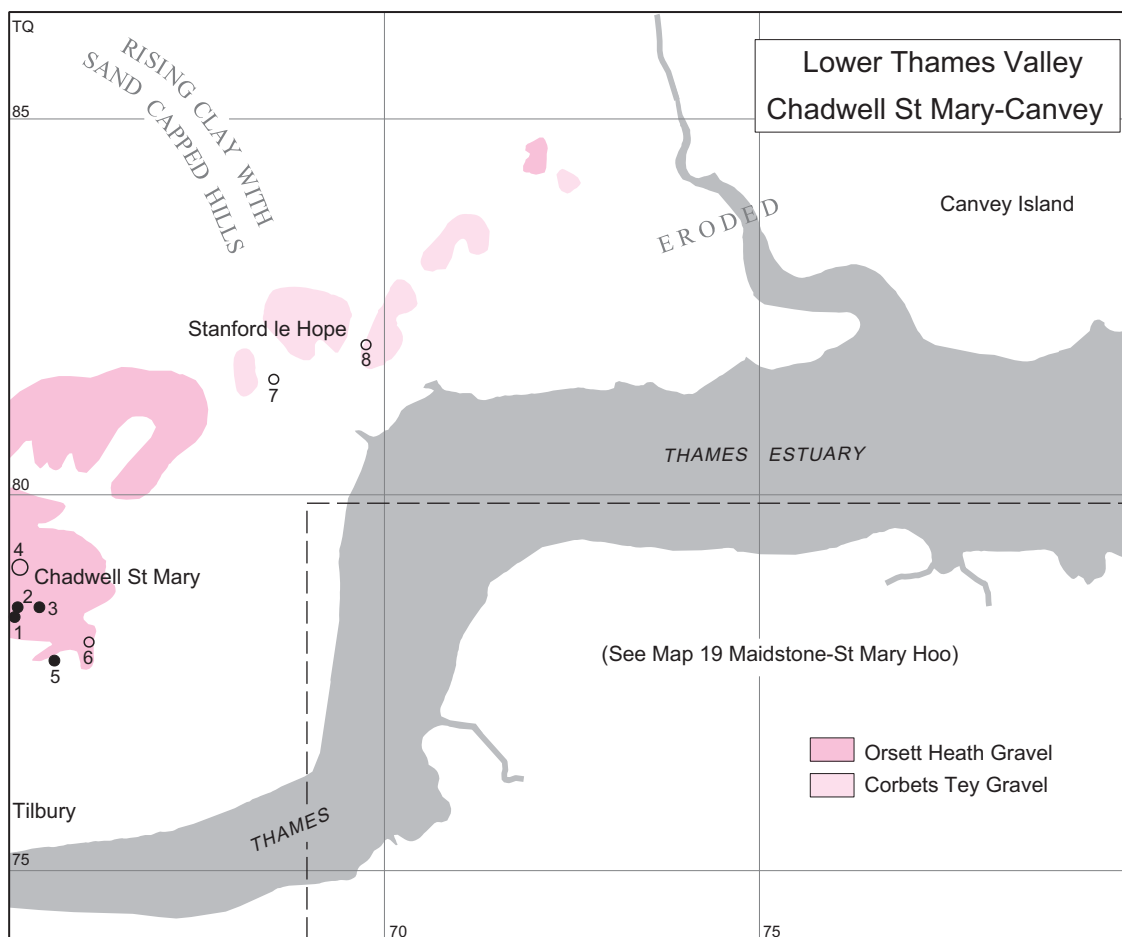 TQ
RISING CLAY WITH
SAND CAPPED HILLS
Lower Thames Valley
Chadwell St Mary-Canvey
85
Canvey Island
ERODED
Stanford le Hope
8
7
THAMES ESTUARY
80
4
Chadwell St Mary
2
3
1
6
5
(See Map 19 Maidstone-St Mary Hoo)
Orsett Heath Gravel
Corbets Tey Gravel
Tilbury
THAMES
75
70
75